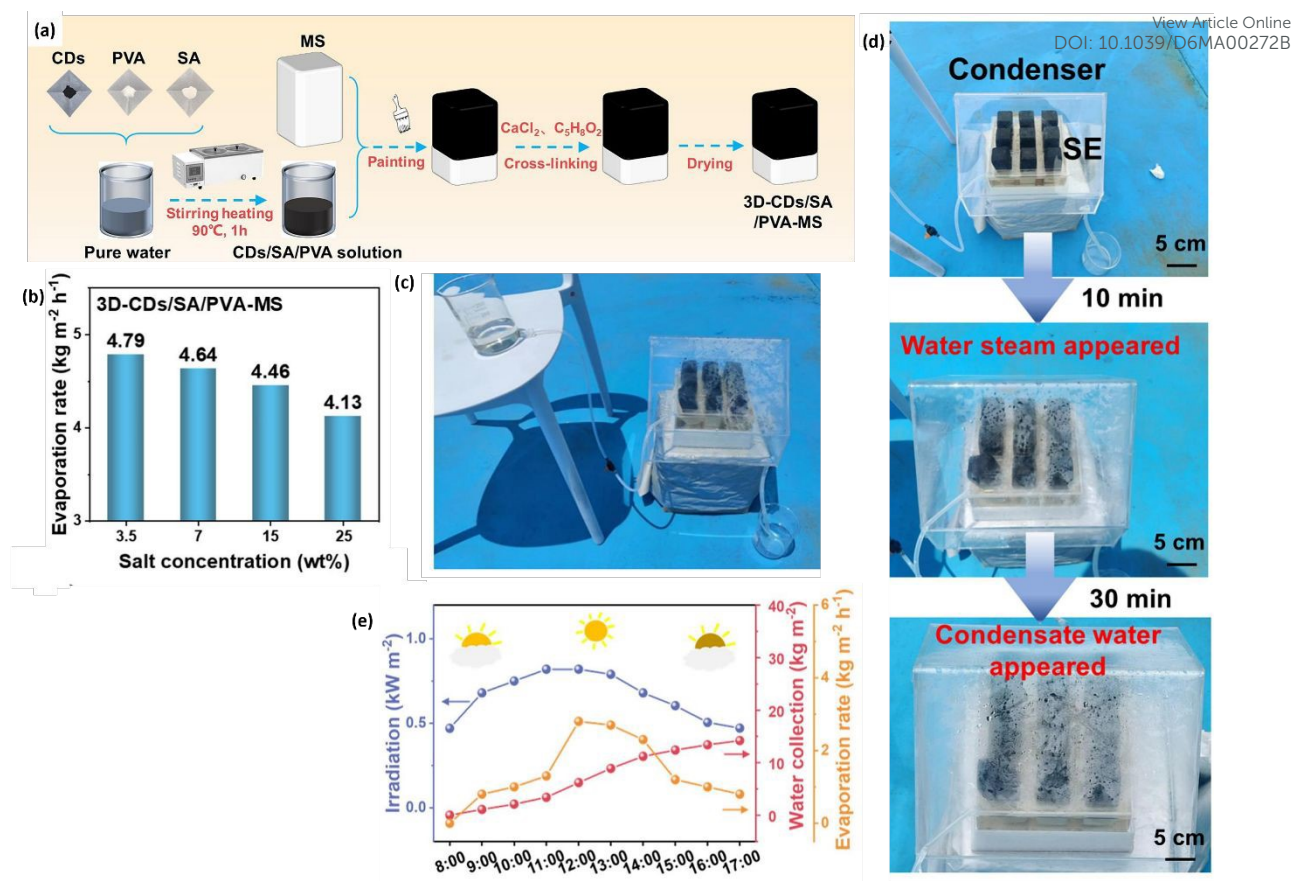 View Article Online
DOI: 10.1039/D6MA00272B
(a)
CDs PVA SA
MS
Painting
CaCl₂、C₅H₈O₂
Cross-linking
Drying
Stirring heating
90℃, 1h
Pure water
CDs/SA/PVA solution
3D-CDs/SA
/PVA-MS
(b)
3D-CDs/SA/PVA-MS
Evaporation rate (kg m⁻² h⁻¹)
5
4
3
4.79
4.64
4.46
4.13
3.5 7 15 25
Salt concentration (wt%)
(c)
(d)
Condenser
SE
5 cm
10 min
Water steam appeared
5 cm
30 min
Condensate water
appeared
5 cm
(e)
Irradiation (kW m⁻²)
1.0
0.5
0.0
Water collection (kg m⁻²)
40
30
20
10
0
Evaporation rate (kg m⁻² h⁻¹)
6
4
2
0
8:00 9:00 10:00 11:00 12:00 13:00 14:00 15:00 16:00 17:00